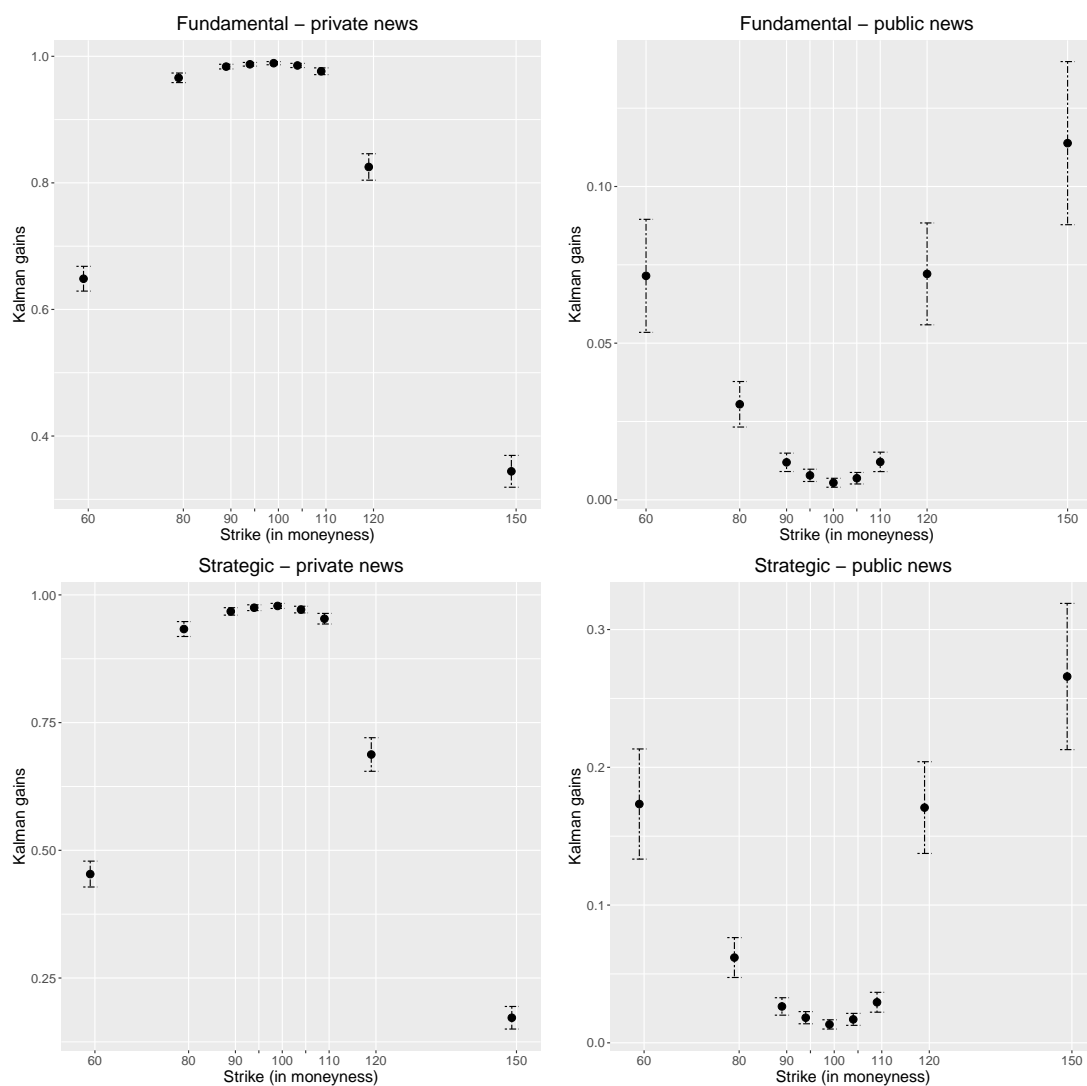 Fundamental − private news
Kalman gains
1.0
0.8
0.6
0.4
60 80 90 100 110 120 150
Strike (in moneyness)
Fundamental − public news
Kalman gains
0.10
0.05
0.00
60 80 90 100 110 120 150
Strike (in moneyness)
Strategic − private news
Kalman gains
1.00
0.75
0.50
0.25
60 80 90 100 110 120 150
Strike (in moneyness)
Strategic − public news
Kalman gains
0.3
0.2
0.1
0.0
60 80 90 100 110 120 150
Strike (in moneyness)